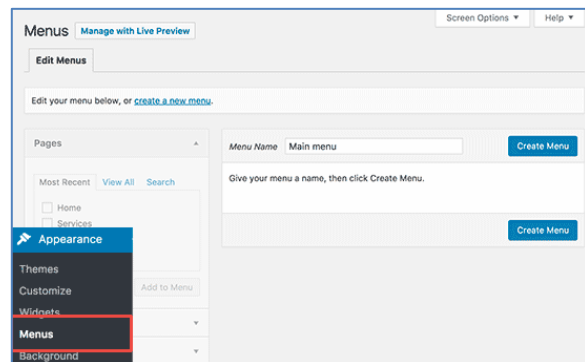 Screen Options ▼ Help ▼
Menus Manage with Live Preview
Edit Menus
Edit your menu below, or create a new menu.
Pages
Most Recent View All Search
Home
Services
Add to Menu
Menu Name Main menu Create Menu
Give your menu a name, then click Create Menu.
Create Menu
Appearance
Themes
Customize
Widgets
Menus
Background